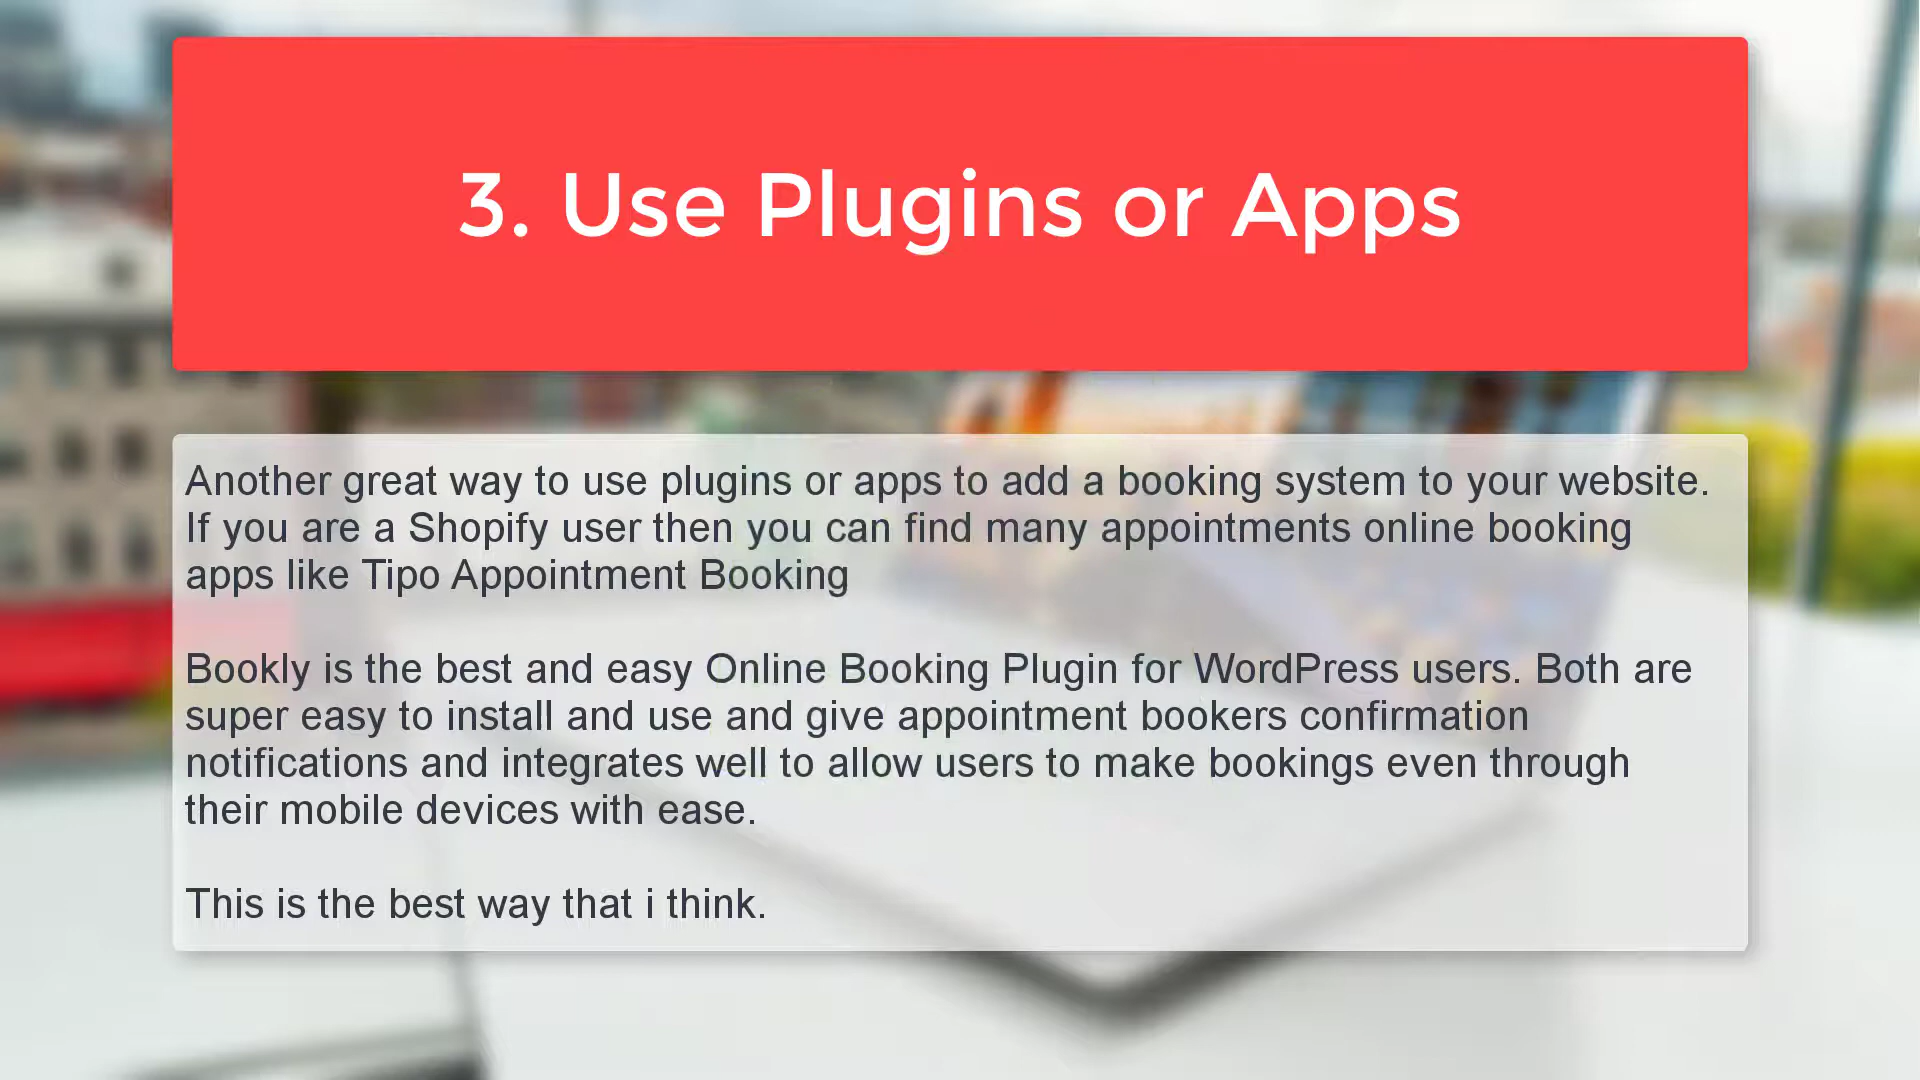 3. Use Plugins or Apps
Another great way to use plugins or apps to add a booking system to your website.
If you are a Shopify user then you can find many appointments online booking
apps like Tipo Appointment Booking
Bookly is the best and easy Online Booking Plugin for WordPress users. Both are
super easy to install and use and give appointment bookers confirmation
notifications and integrates well to allow users to make bookings even through
their mobile devices with ease.
This is the best way that i think.